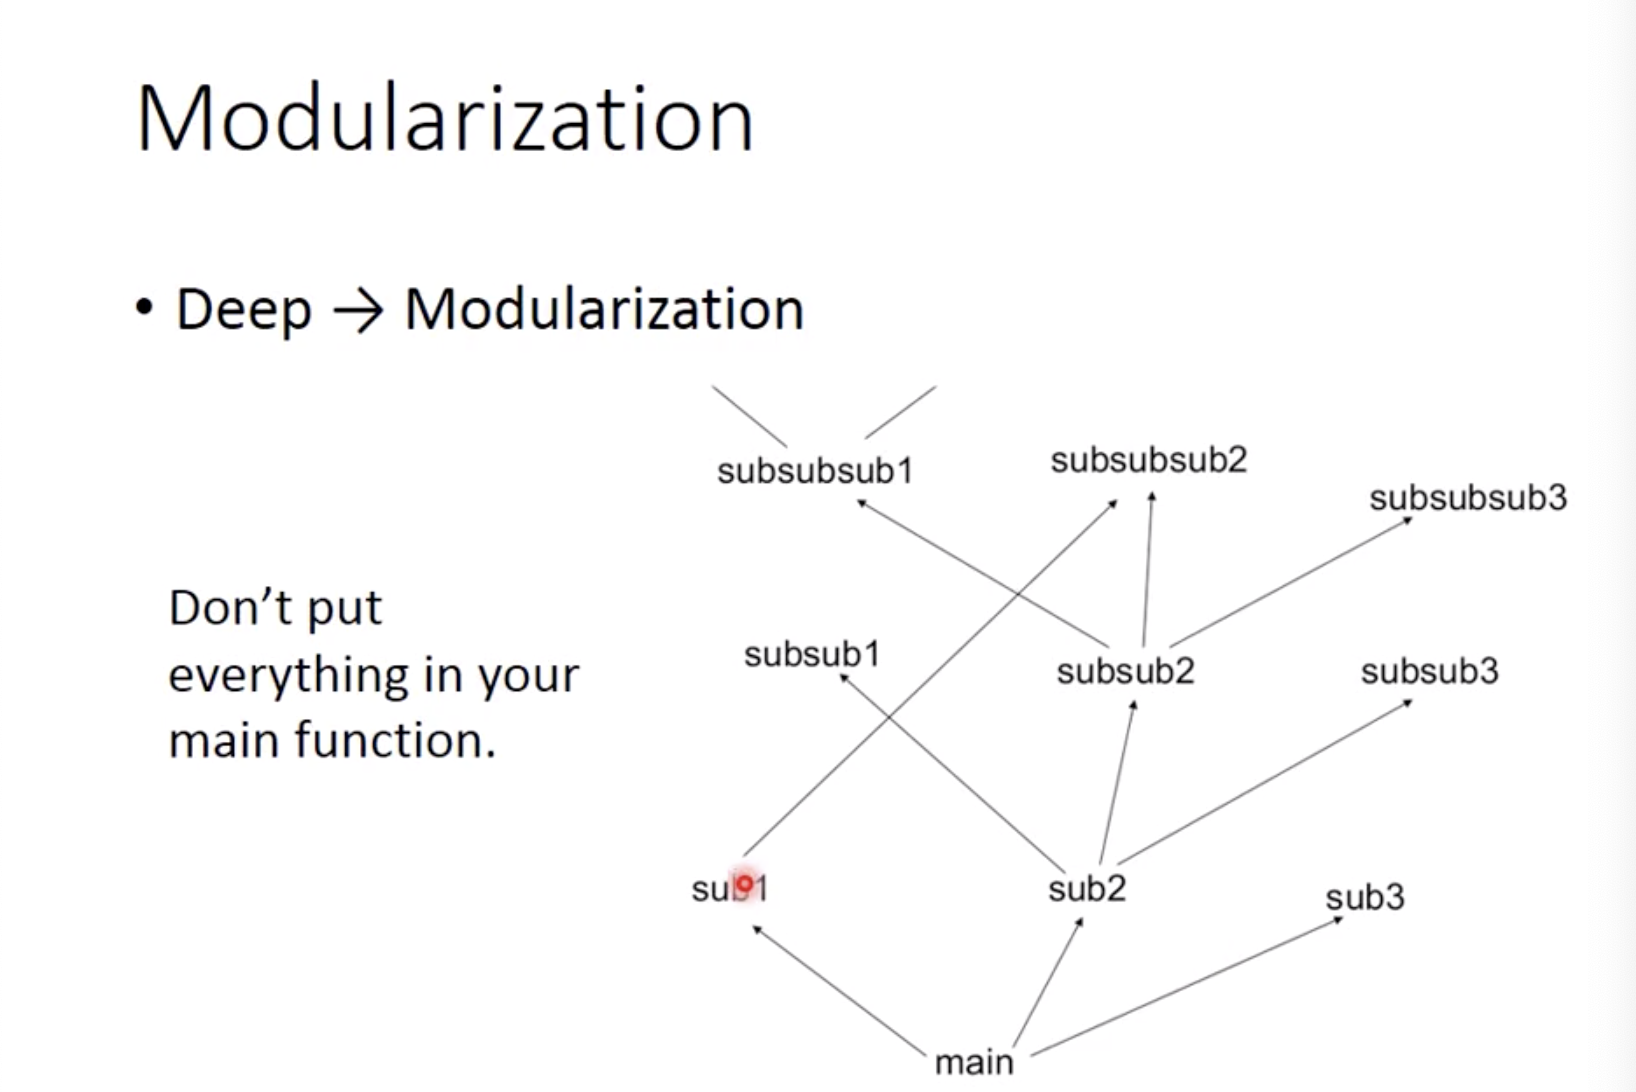 Modularization
• Deep → Modularization
subsubsub1
subsubsub2
subsubsub3
Don’t put
everything in your
main function.
subsub1
subsub2
subsub3
sub1
sub2
sub3
main